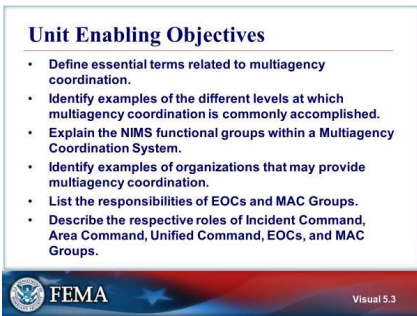 Unit Enabling Objectives
• Define essential terms related to multiagency
coordination.
• Identify examples of the different levels at which
multiagency coordination is commonly accomplished.
• Explain the NIMS functional groups within a Multiagency
Coordination System.
• Identify examples of organizations that may provide
multiagency coordination.
• List the responsibilities of EOCs and MAC Groups.
• Describe the respective roles of Incident Command,
Area Command, Unified Command, EOCs, and MAC
Groups.
FEMA
Visual 5.3